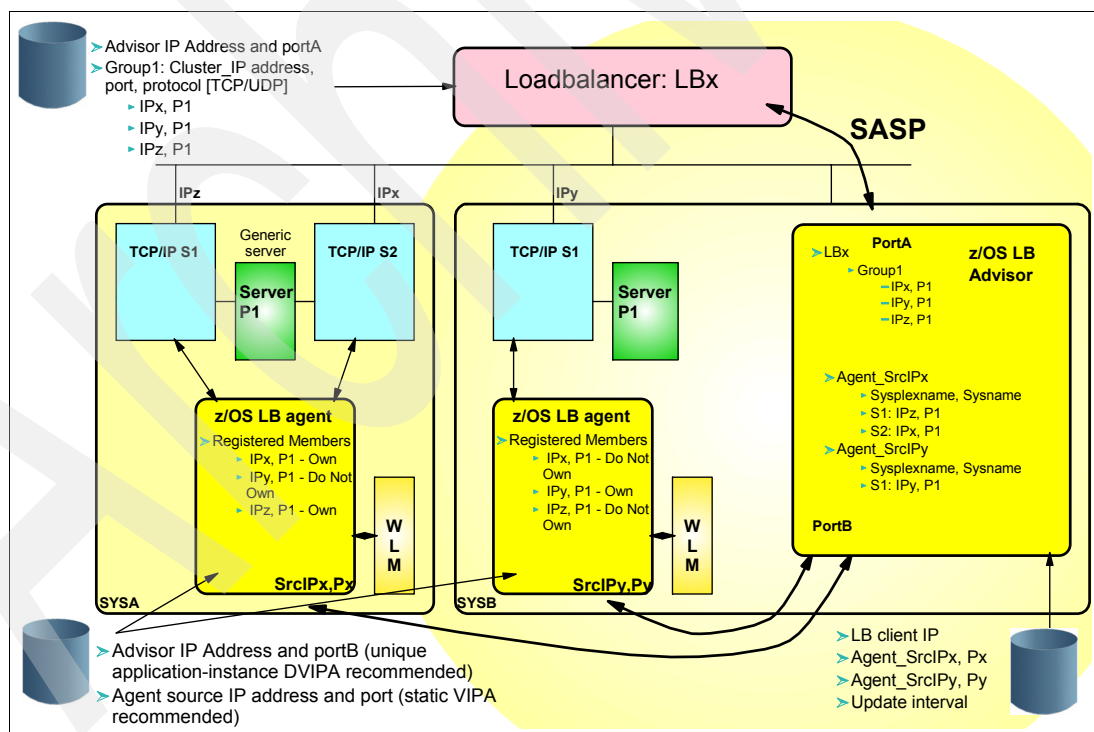 Advisor IP Address and portA
Group1: Cluster_IP address,
port, protocol [TCP/UDP]
IPx, P1
IPy, P1
IPz, P1
Loadbalancer: LBx
SASP
IPz
IPx
IPy
TCP/IP S1
Generic
server
Server
P1
TCP/IP S2
TCP/IP S1
Server
P1
PortA
z/OS LB
Advisor
LBx
Group1
IPx, P1
IPy, P1
IPz, P1
Agent_SrcIPx
Sysplexname, Sysname
S1: IPz, P1
S2: IPx, P1
Agent_SrcIPy
Sysplexname, Sysname
S1: IPy, P1
PortB
z/OS LB agent
Registered Members
IPx, P1 - Own
IPy, P1 - Do Not
Own
IPz, P1 - Own
SrcIPx,Px
W
L
M
SYSA
z/OS LB agent
Registered Members
IPx, P1 - Do Not
Own
IPy, P1 - Own
IPz, P1 - Do Not
Own
SrcIPy,Py
W
L
M
SYSB
Advisor IP Address and portB (unique
application-instance DVIPA recommended)
Agent source IP address and port (static VIPA
recommended)
LB client IP
Agent_SrcIPx, Px
Agent_SrcIPy, Py
Update interval